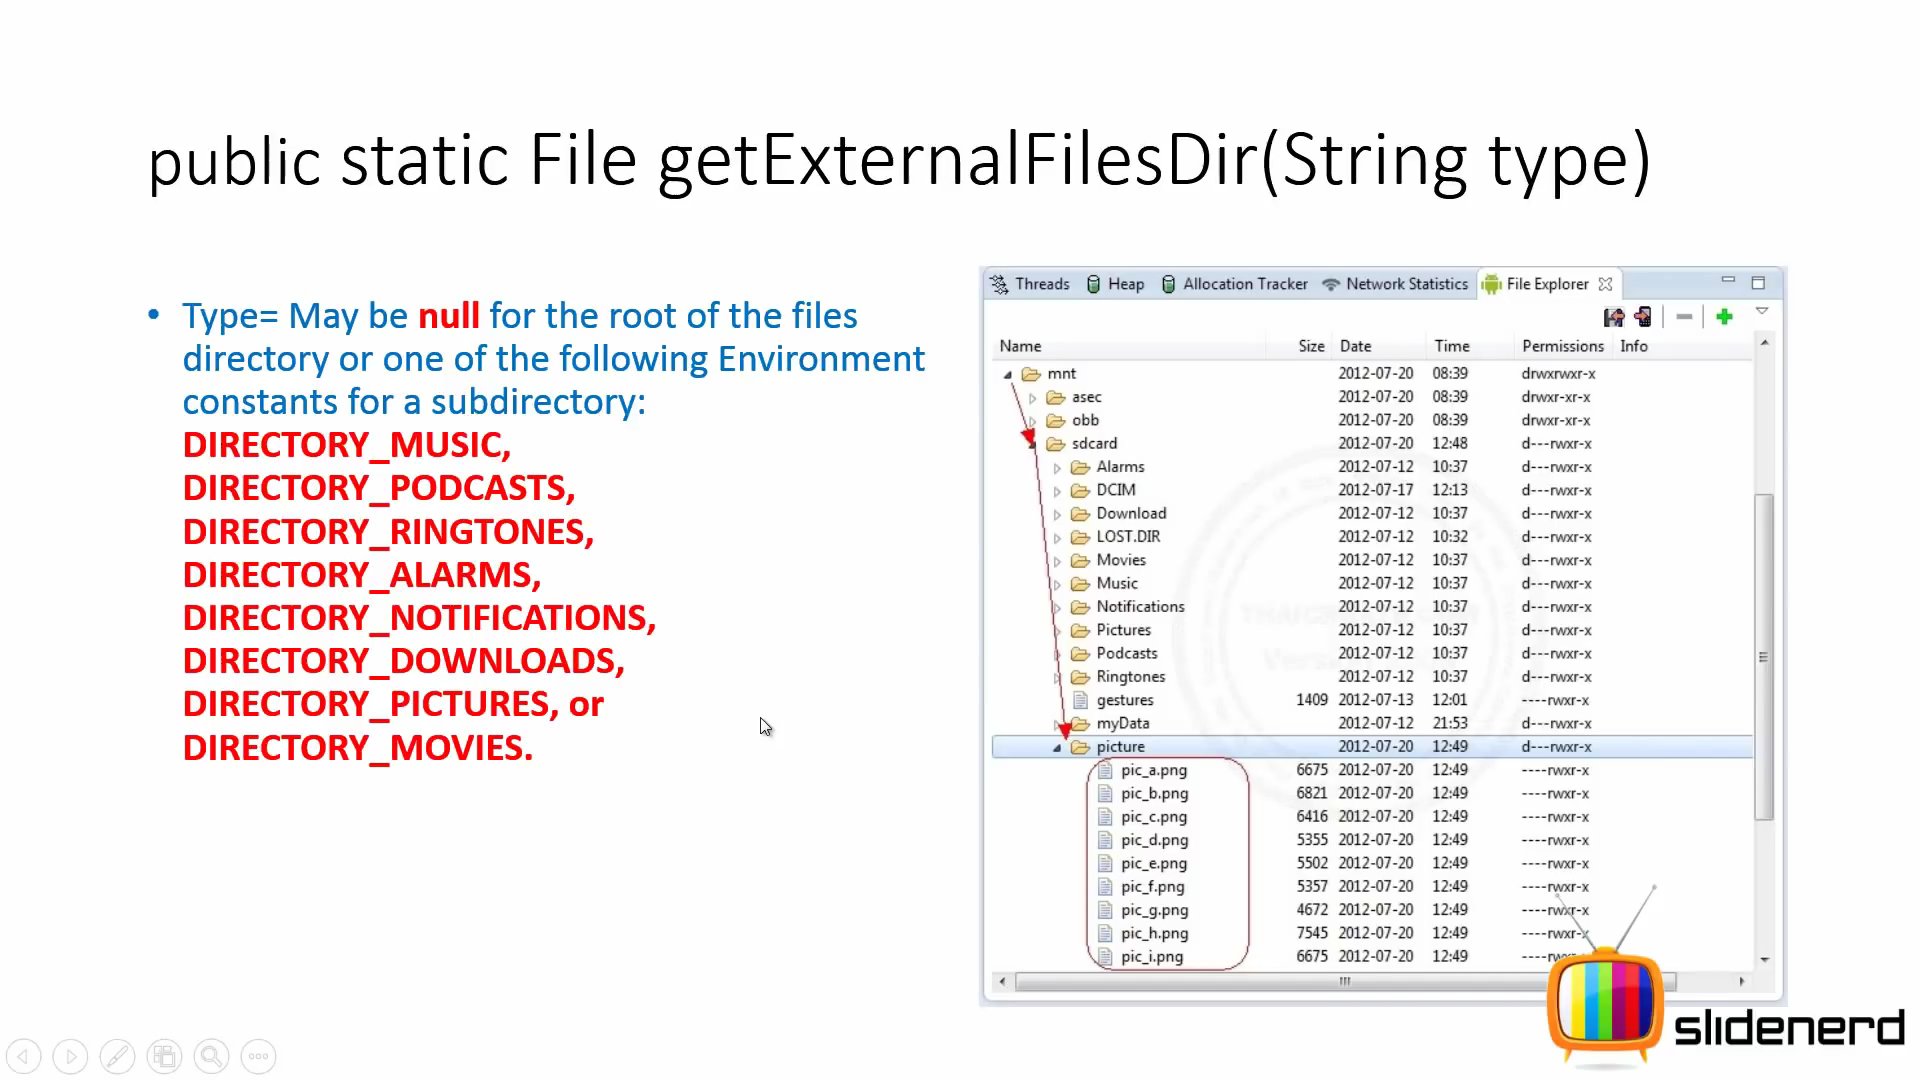 public static File getExternalFilesDir(String type)
• Type= May be null for the root of the files
directory or one of the following Environment
constants for a subdirectory:
DIRECTORY_MUSIC,
DIRECTORY_PODCASTS,
DIRECTORY_RINGTONES,
DIRECTORY_ALARMS,
DIRECTORY_NOTIFICATIONS,
DIRECTORY_DOWNLOADS,
DIRECTORY_PICTURES, or
DIRECTORY_MOVIES.
Threads Heap Allocation Tracker Network Statistics File Explorer
Name Size Date Time Permissions Info
mnt 2012-07-20 08:39 drwxrwxr-x
asec 2012-07-20 08:39 drwxr-xr-x
obb 2012-07-20 08:39 drwxr-xr-x
sdcard 2012-07-20 12:48 d---rwxr-x
Alarms 2012-07-12 10:37 d---rwxr-x
DCIM 2012-07-17 12:13 d---rwxr-x
Download 2012-07-12 10:37 d---rwxr-x
LOST.DIR 2012-07-12 10:32 d---rwxr-x
Movies 2012-07-12 10:37 d---rwxr-x
Music 2012-07-12 10:37 d---rwxr-x
Notifications 2012-07-12 10:37 d---rwxr-x
Pictures 2012-07-12 10:37 d---rwxr-x
Podcasts 2012-07-12 10:37 d---rwxr-x
Ringtones 2012-07-12 10:37 d---rwxr-x
gestures 1409 2012-07-13 12:01 ----rwxr-x
myData 2012-07-12 21:53 d---rwxr-x
picture 2012-07-20 12:49 d---rwxr-x
pic_a.png 6675 2012-07-20 12:49 ----rwxr-x
pic_b.png 6821 2012-07-20 12:49 ----rwxr-x
pic_c.png 6416 2012-07-20 12:49 ----rwxr-x
pic_d.png 5355 2012-07-20 12:49 ----rwxr-x
pic_e.png 5502 2012-07-20 12:49 ----rwxr-x
pic_f.png 5357 2012-07-20 12:49 ----rwxr-x
pic_g.png 4672 2012-07-20 12:49 ----rwxr-x
pic_h.png 7545 2012-07-20 12:49 ----rwxr-x
pic_i.png 6675 2012-07-20 12:49
slidenerd